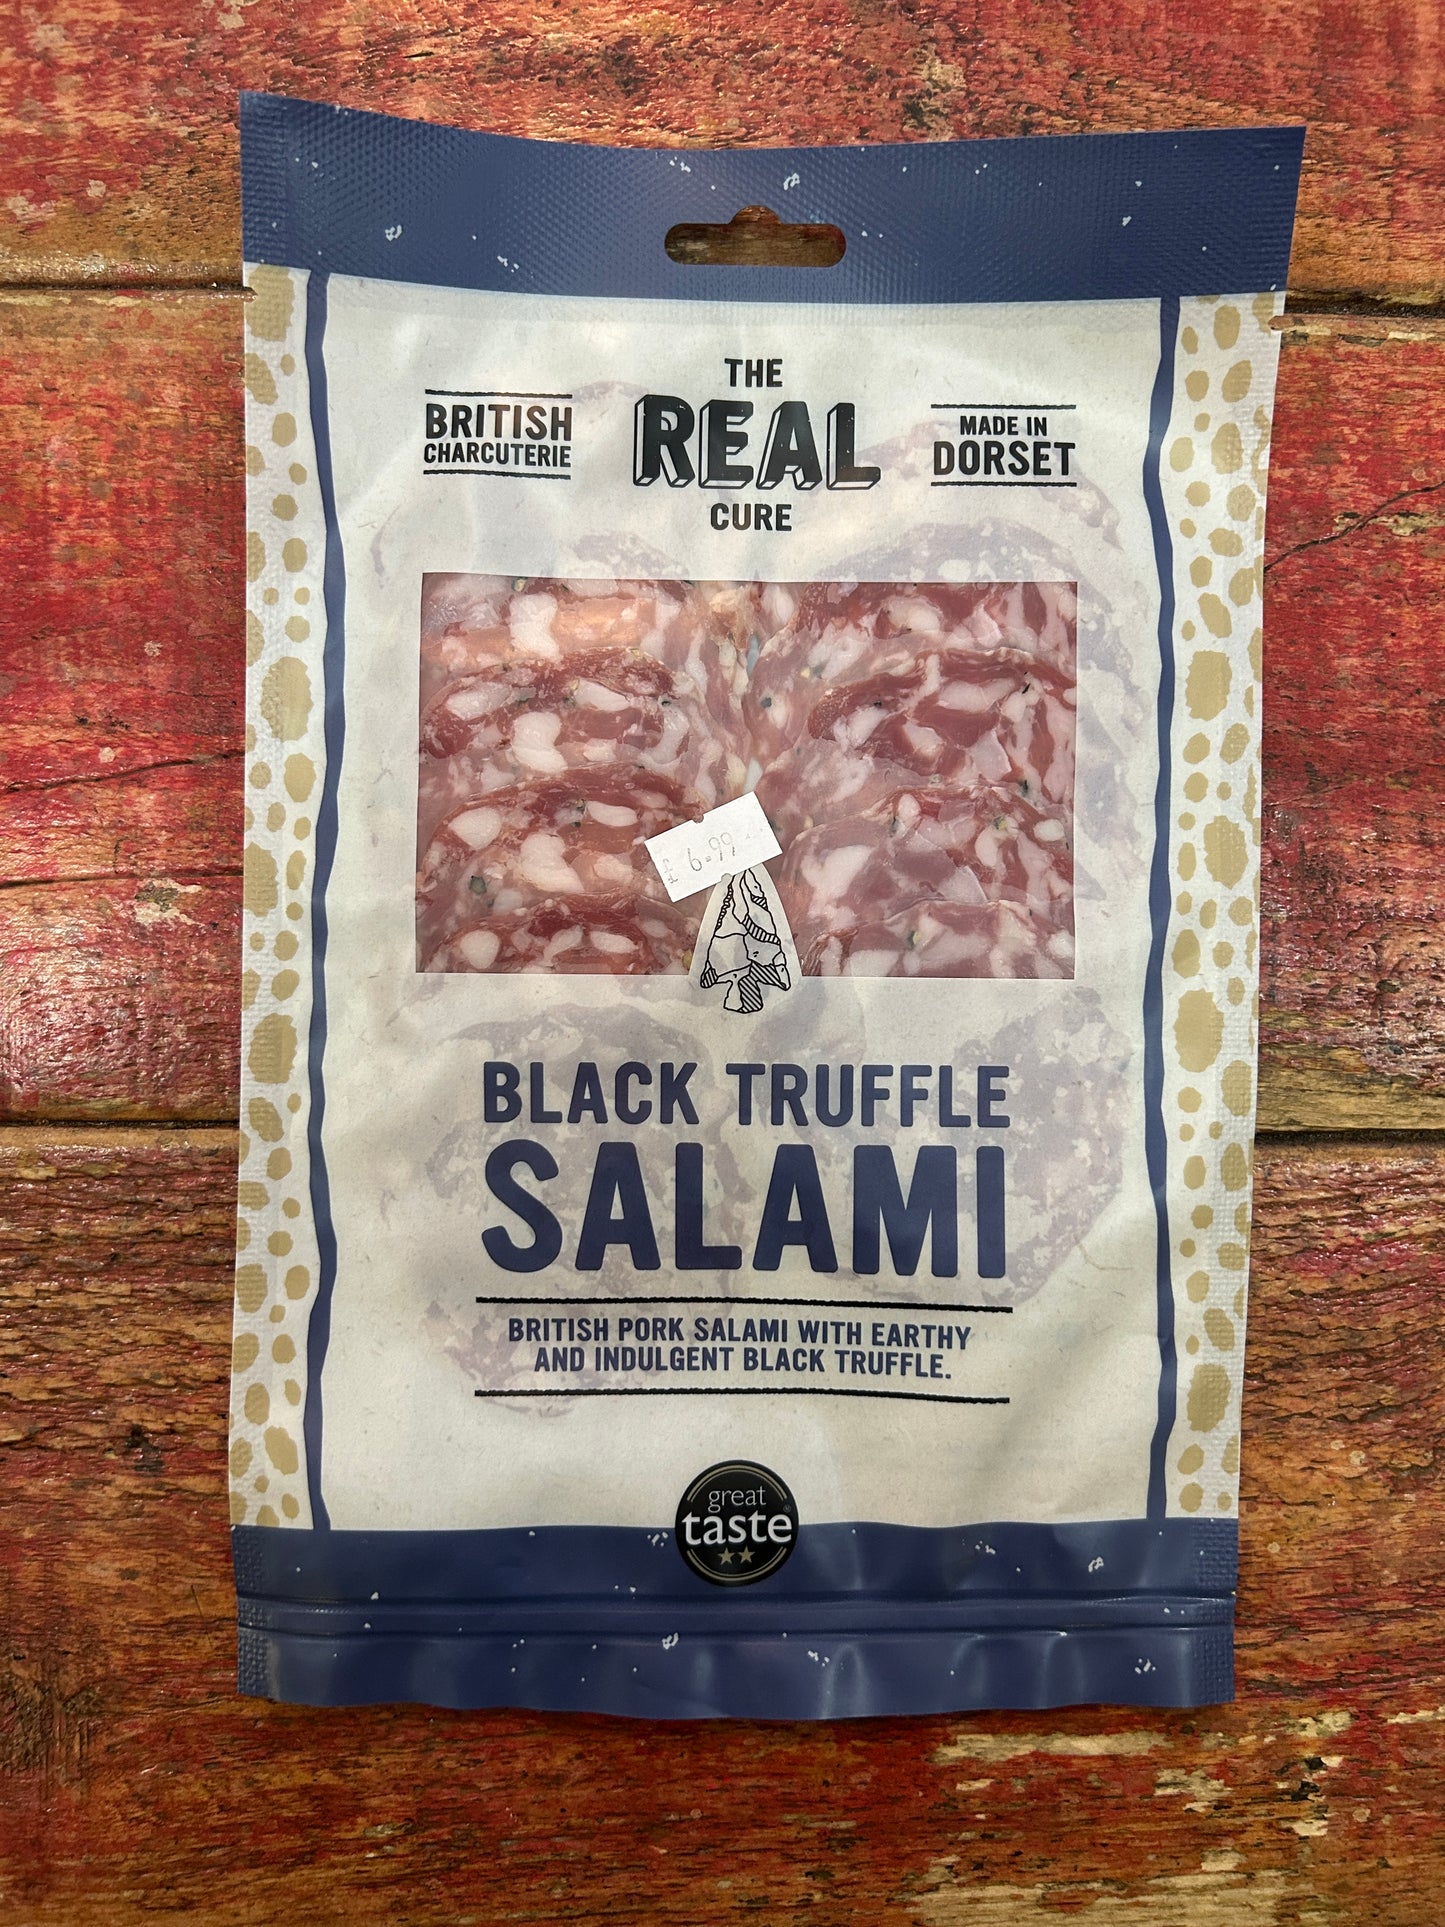 THE
REAL
CURE
BRITISH
CHARCUTERIE
MADE IN
DORSET
£6.99
BLACK TRUFFLE
SALAMI
BRITISH PORK SALAMI WITH EARTHY
AND INDULGENT BLACK TRUFFLE.
great
taste®